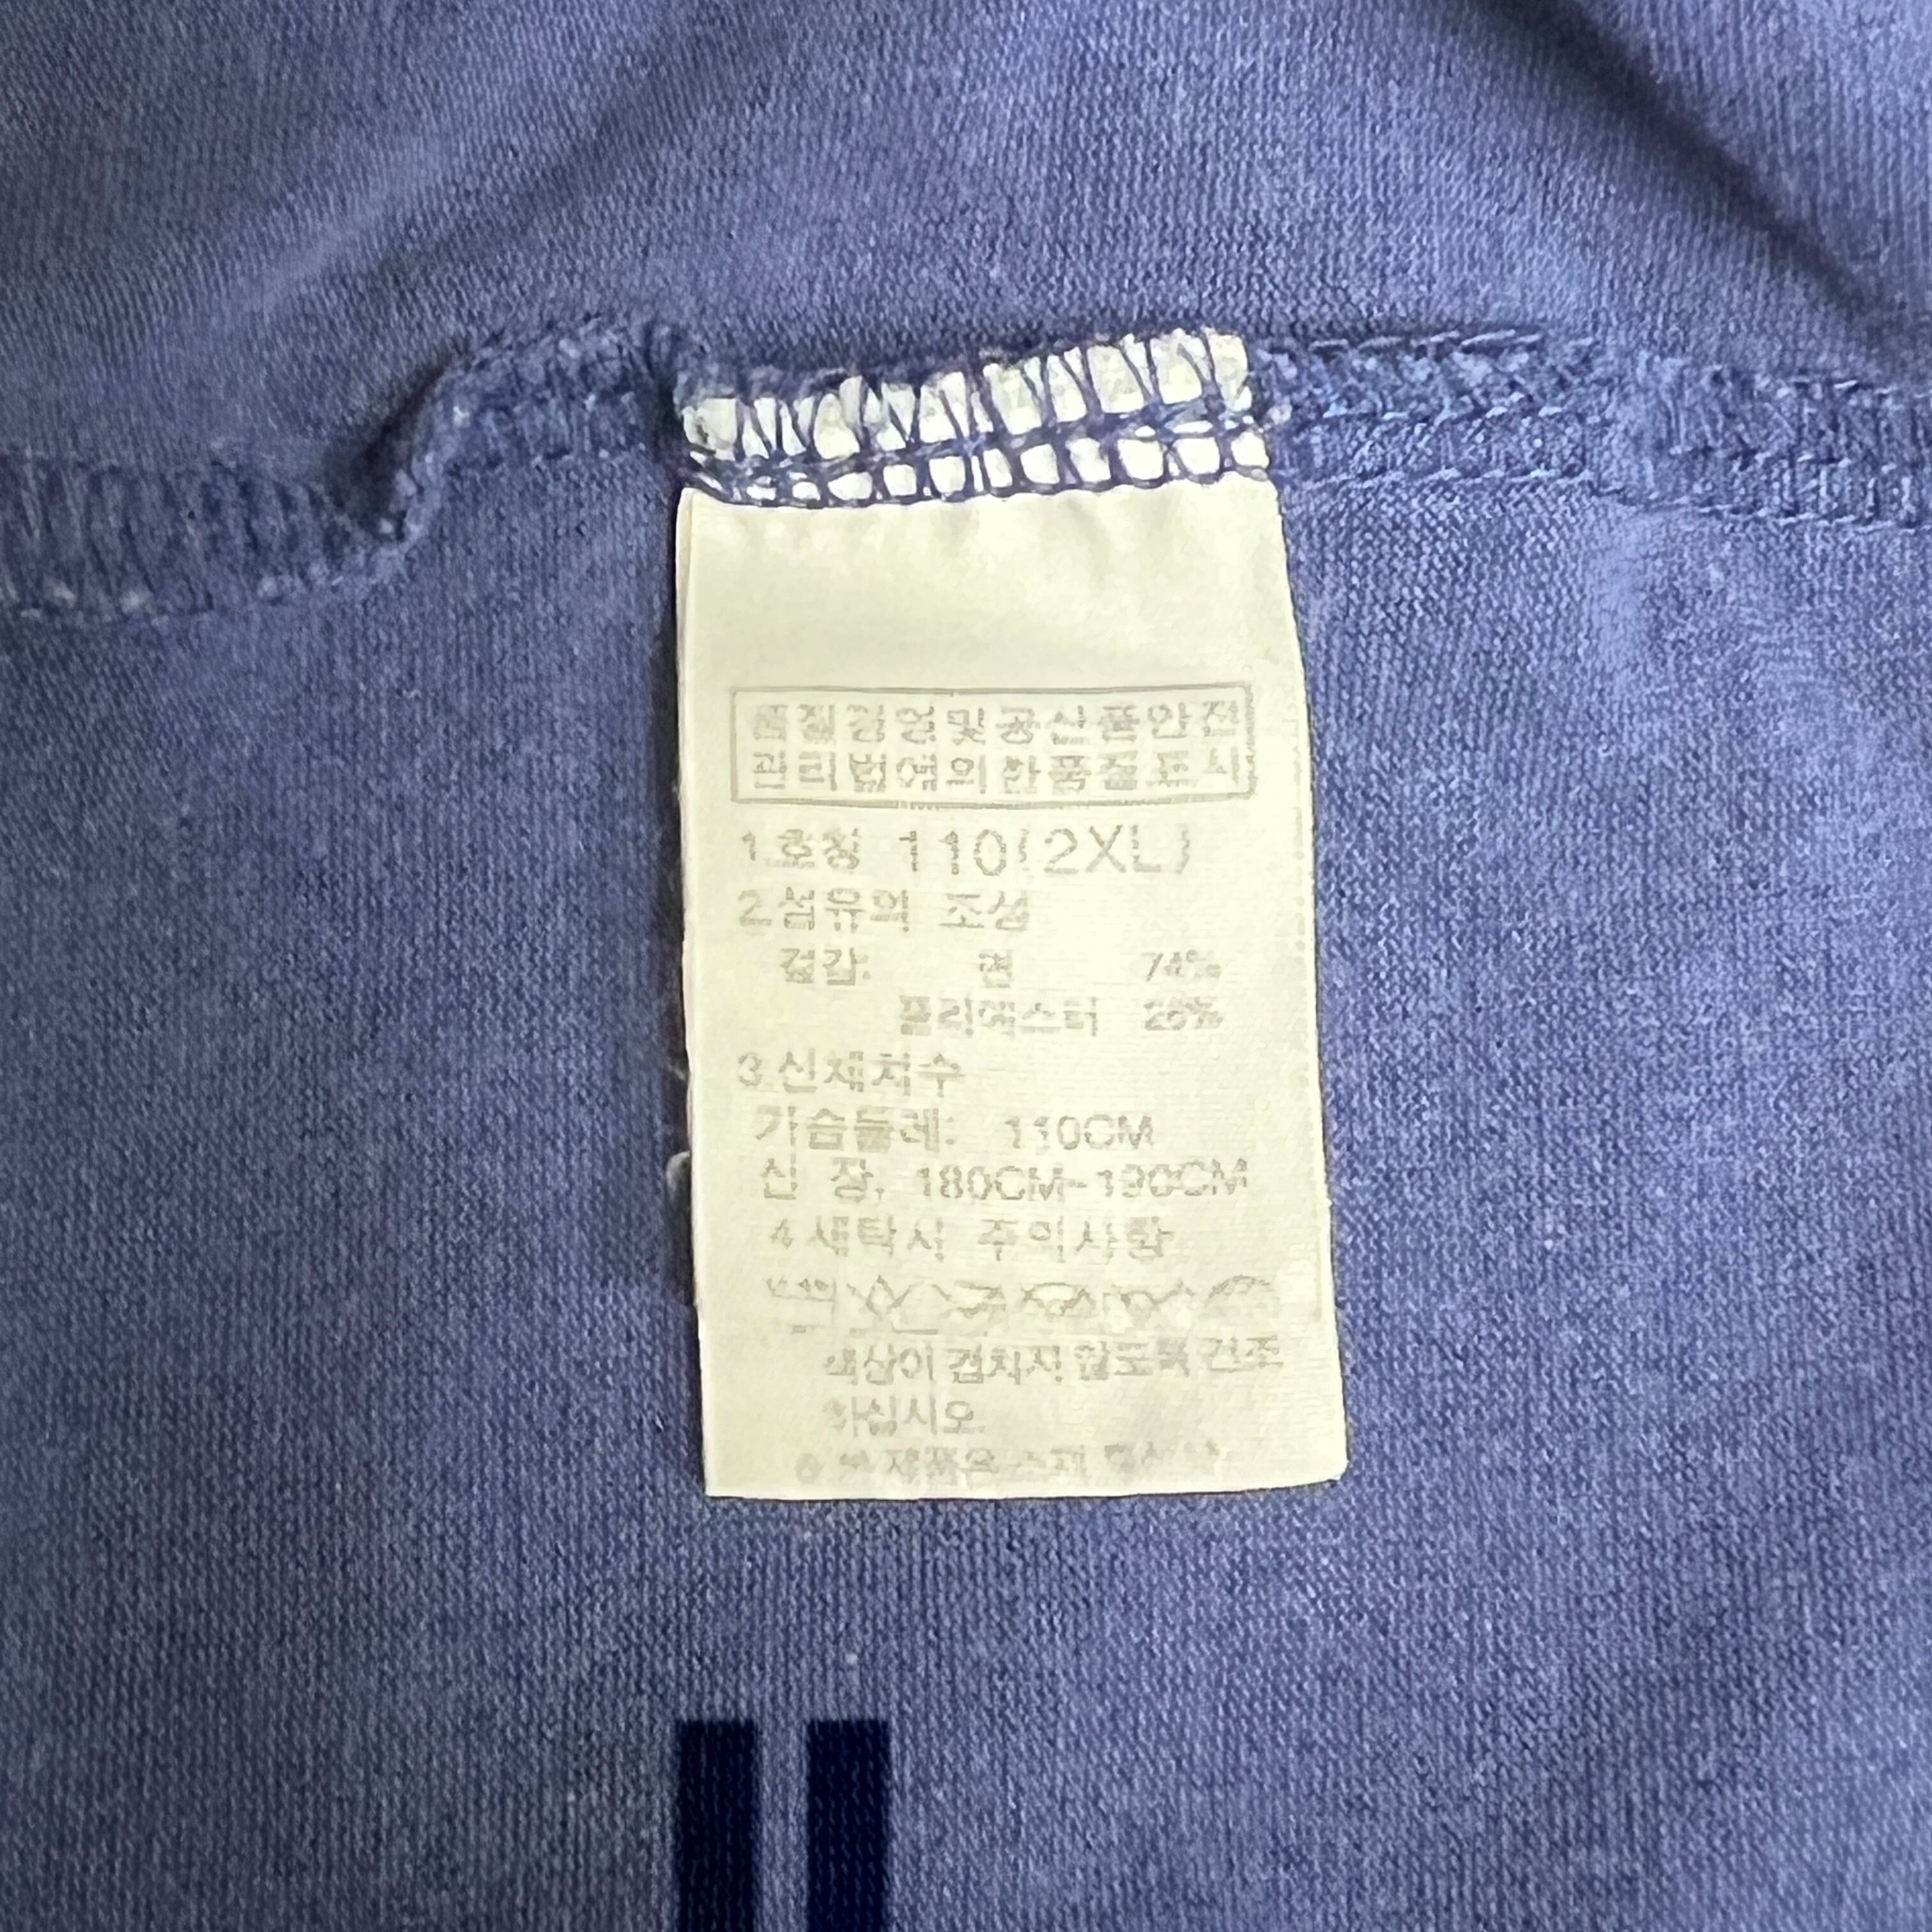 품질경영및공산품안전
관리법에의한품질표시
1.호칭 110(2XL)
2.섬유의 조성
겉감: 면 74%
폴리에스터 26%
3.신체치수
가슴둘레: 110CM
신 장: 180CM~190CM
4.세탁시 주의사항
색상이 겹치지 않도록 건조
하십시오.